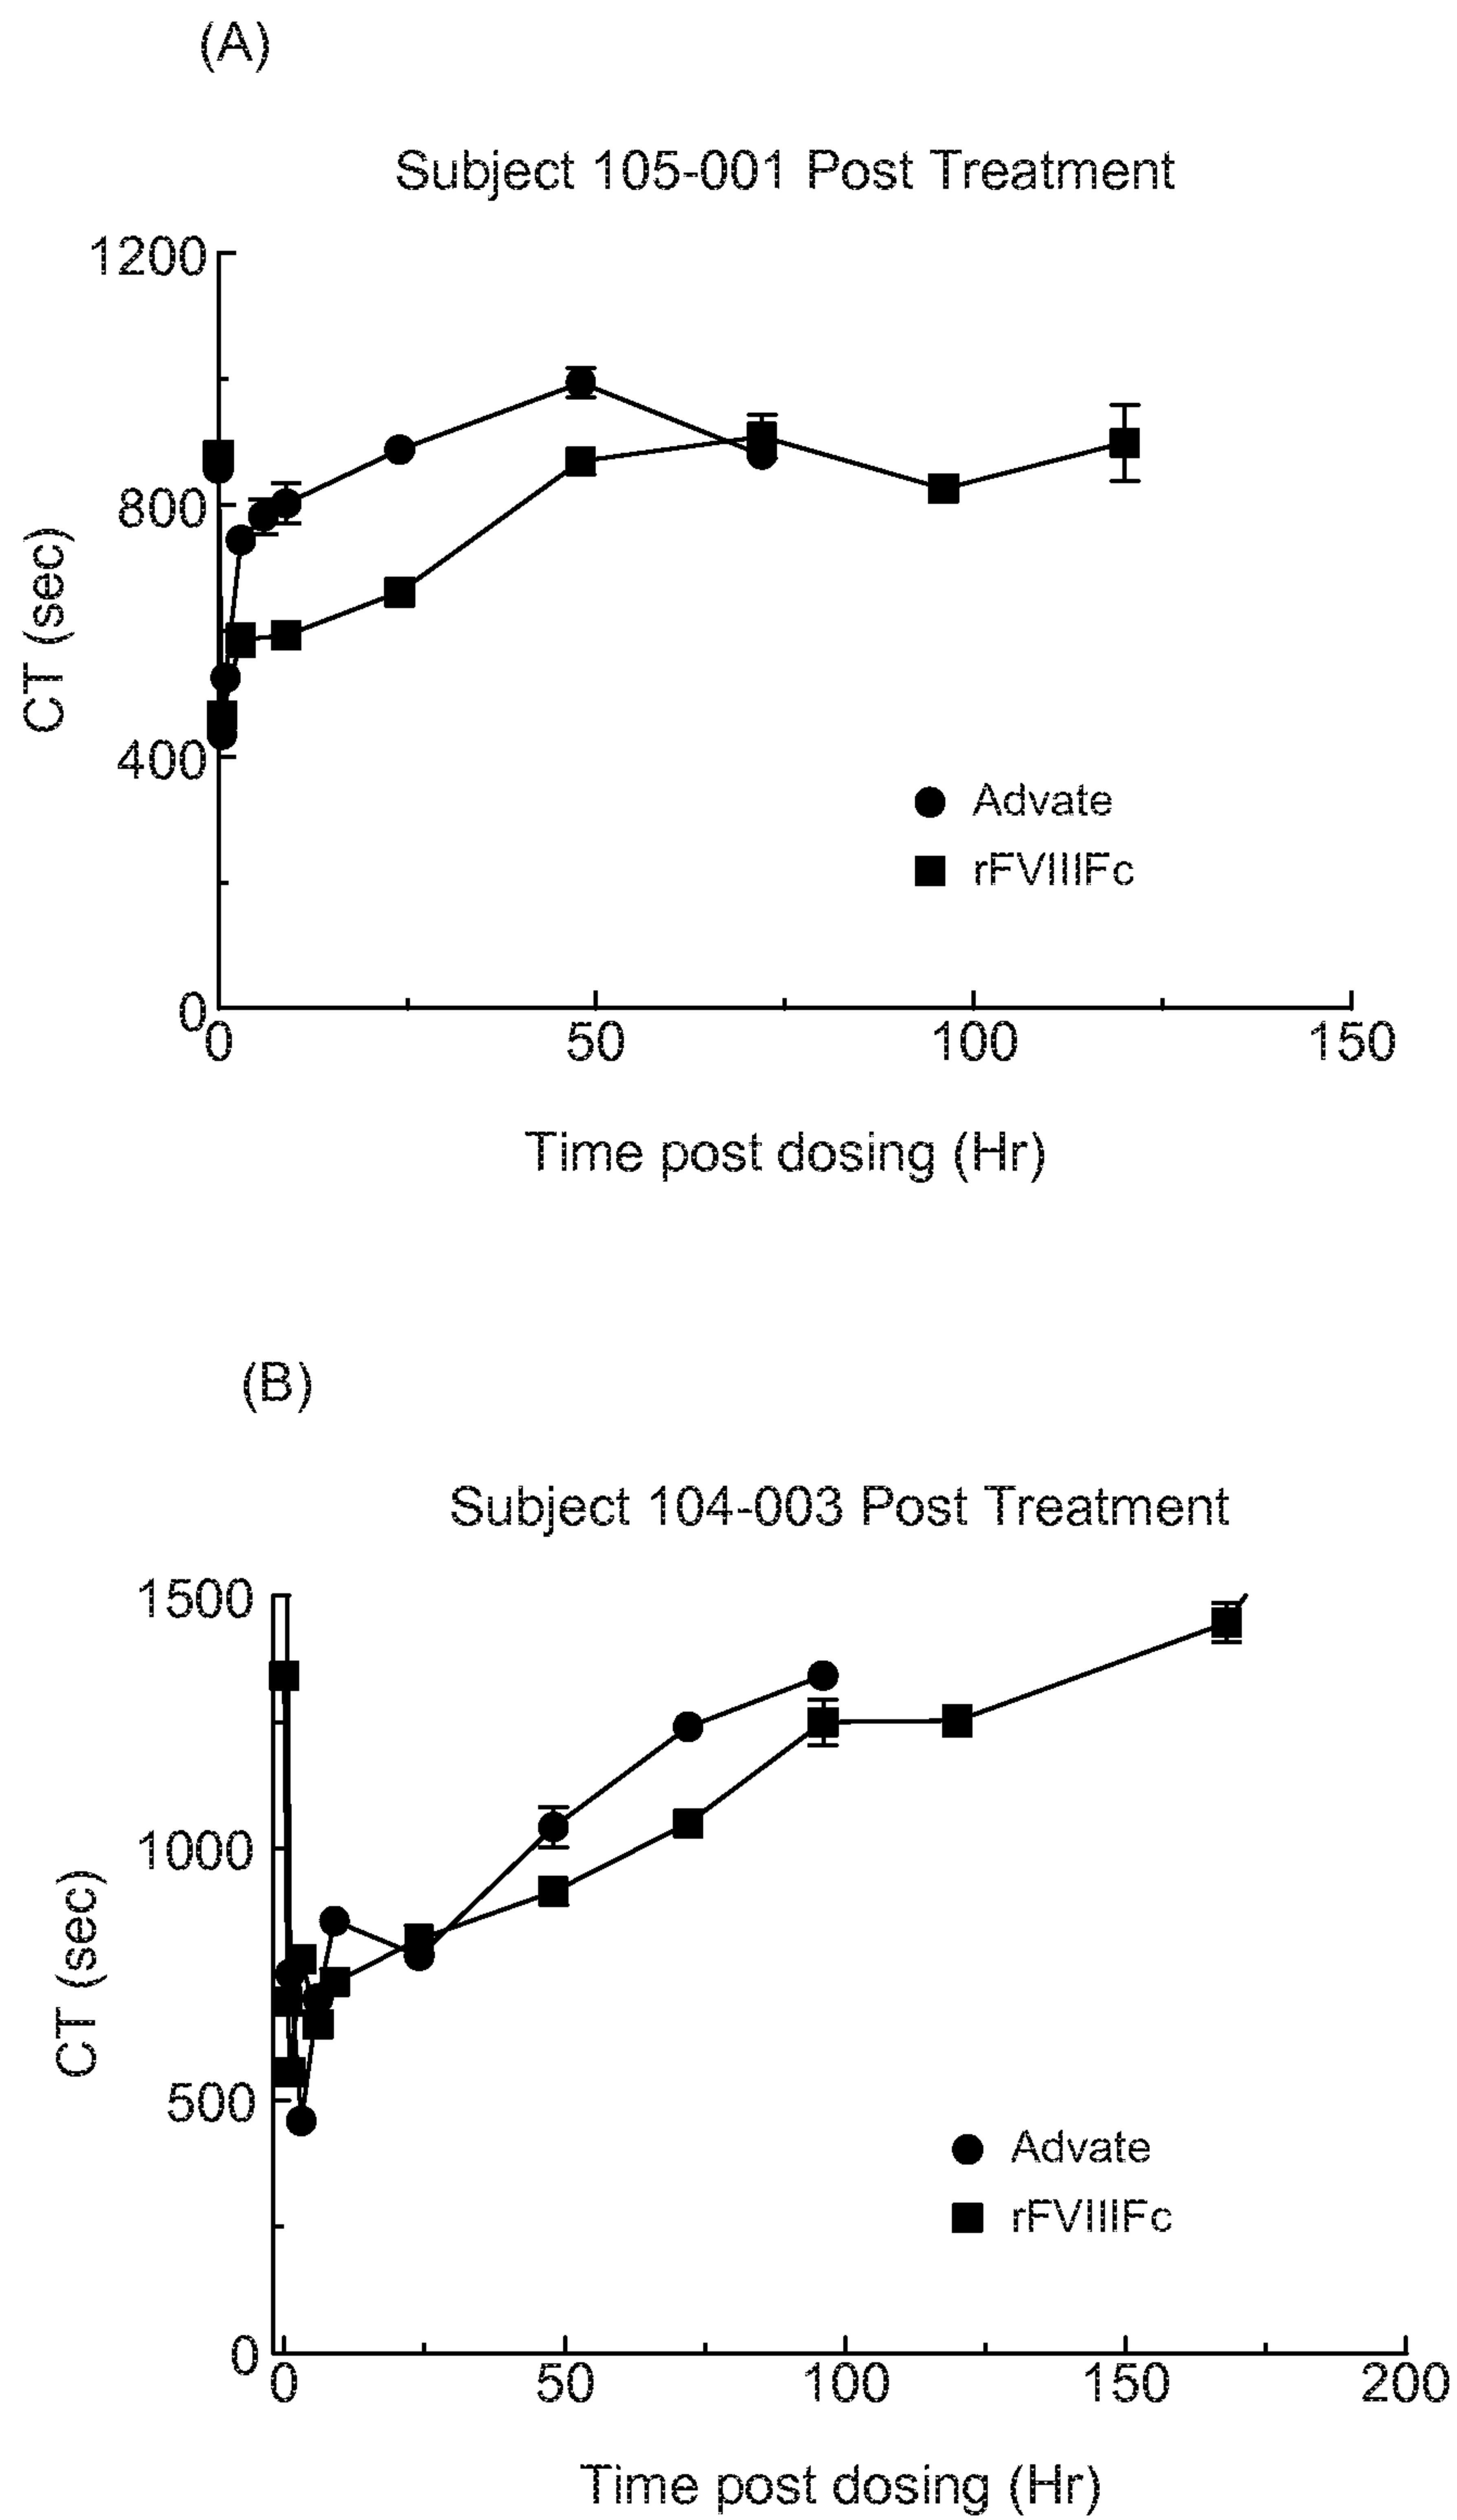 (A)
Subject 105-001 Post Treatment
1200
800
400
0
CT (sec)
Advate
rFVIIIFc
0 50 100 150
Time post dosing (Hr)
(B)
Subject 104-003 Post Treatment
1500
1000
500
0
CT (sec)
Advate
rFVIIIFc
0 50 100 150 200
Time post dosing (Hr)